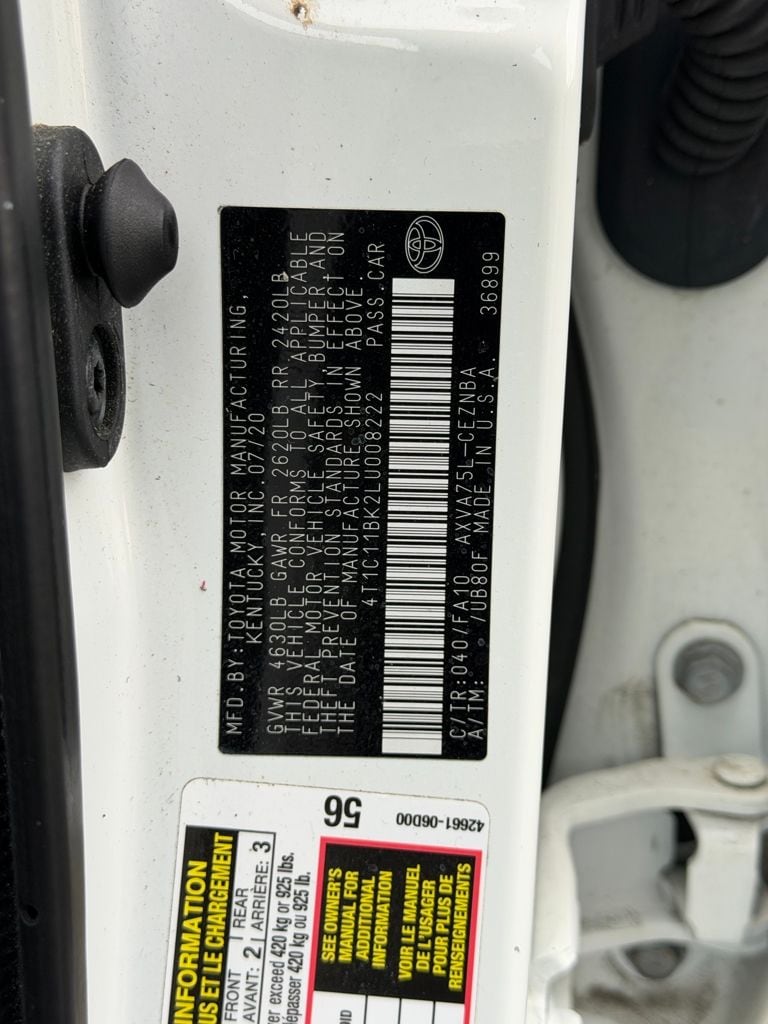 MFD.BY:TOYOTA MOTOR MANUFACTURING,
KENTUCKY, INC. 07/20
GVWR 4630LB GAWR FR 2620LB RR 2420LB
THIS VEHICLE CONFORMS TO ALL APPLICABLE
FEDERAL MOTOR VEHICLE SAFETY, BUMPER, AND
THEFT PREVENTION STANDARDS IN EFFECT ON
THE DATE OF MANUFACTURE SHOWN ABOVE.
4T1C11BK2LU008222 PASS.CAR
C/TR:040/FA10 AXVA75L-CEZNBA
A/TM: /UB80F MADE IN U.S.A. 36899
INFORMATION
US ET LE CHARGEMENT
FRONT REAR
AVANT: 2 ARRIÈRE: 3
er exceed 420 kg or 925 lbs.
dépasser 420 kg ou 925 lb.
56
42661-06D00
SEE OWNER'S
MANUAL FOR
ADDITIONAL
INFORMATION
VOIR LE MANUEL
DE L'USAGER
POUR PLUS DE
RENSEIGNEMENTS
OID